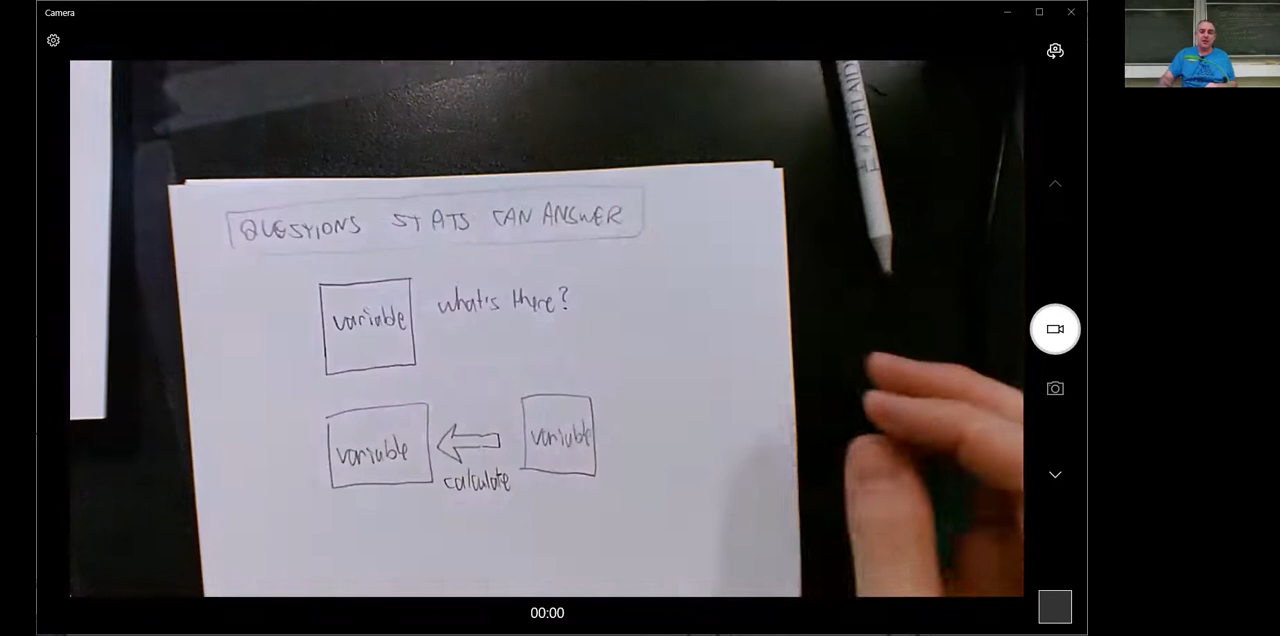 Camera
QUESTIONS STATS CAN ANSWER
variable what's there?
variable variable
calculate
00:00